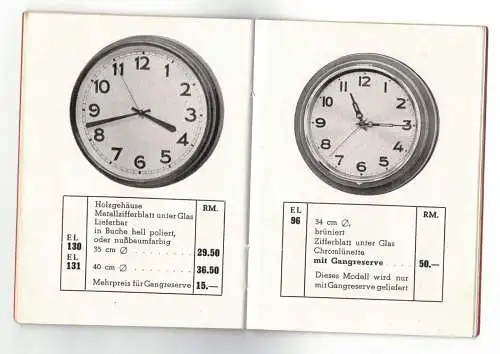 12
1
2
3
4
5
6
7
8
9
10
11
RM.
Holzgehäuse
Metallzifferblatt unter Glas
Lieferbar
EL
130
in Buche hell poliert,
oder nußbaumfarbig
35 cm Ø . . . . . . . . 29.50
EL
131
40 cm Ø . . . . . . . . 36.50
Mehrpreis für Gangreserve 15.—
12
1
2
3
4
5
6
7
8
9
10
11
EL
96
RM.
34 cm Ø,
brüniert
Zifferblatt unter Glas
Chromlünette
mit Gangreserve . . . . 50.—
Dieses Modell wird nur
mit Gangreserve geliefert